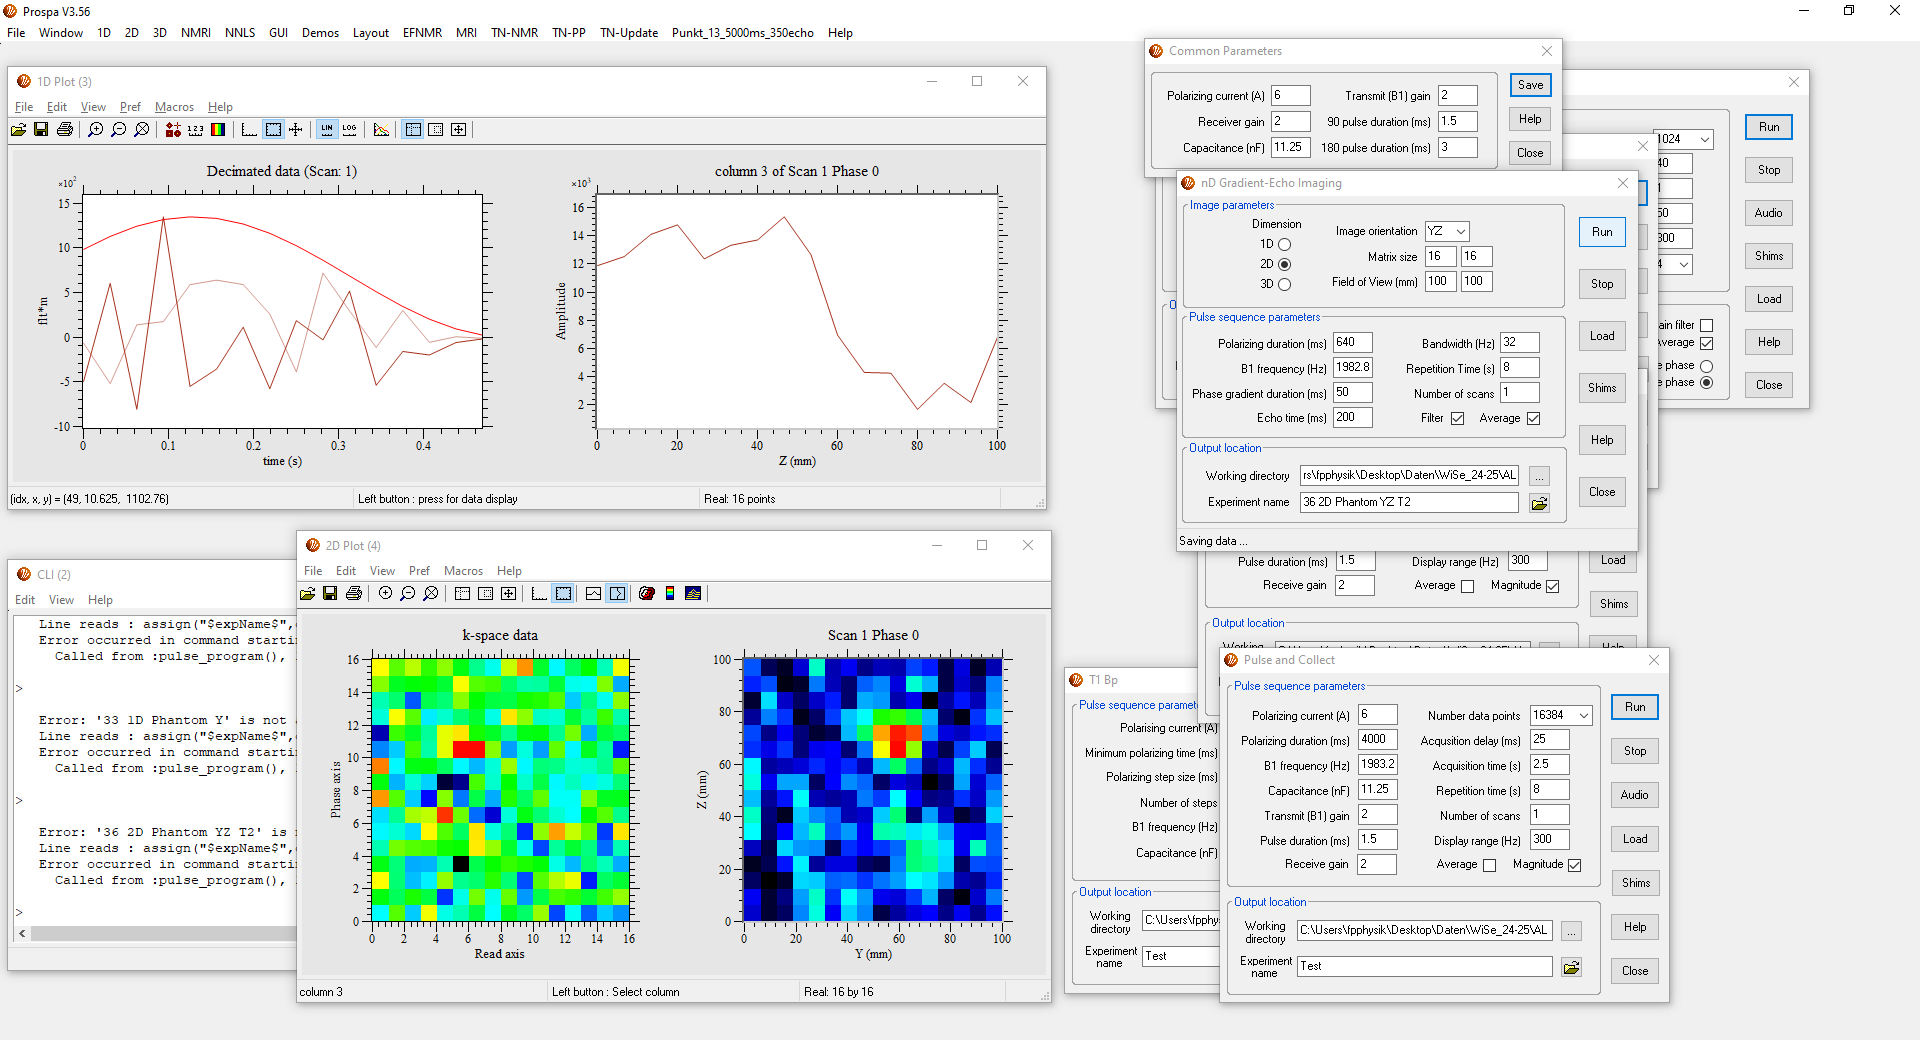 Prospa V3.56
File Window 1D 2D 3D NMRI NNLS GUI Demos Layout EFNMR MRI TN-NMR TN-PP TN-Update Punkt_13_5000ms_350echo Help
1D Plot (3)
File Edit View Pref Macros Help
1 2 3
LIN LOG
Decimated data (Scan: 1)
×10²
15
10
5
0
-5
-10
flt*m
0 0.1 0.2 0.3 0.4
time (s)
column 3 of Scan 1 Phase 0
×10³
16
14
12
10
8
6
4
2
Amplitude
0 20 40 60 80 100
Z (mm)
(idx, x, y) = (49, 10.625, 1102.76)
Left button : press for data display
Real: 16 points
CLI (2)
Edit View Help
Line reads : assign("$expName$",
Error occurred in command
Called from :pulse_program(),
>
Error: '33 1D Phantom Y' is not
Line reads : assign("$expName$",
Error occurred in command
Called from :pulse_program(),
>
Error: '36 2D Phantom YZ T2' is
Line reads : assign("$expName$",
Error occurred in command
Called from :pulse_program(),
>
2D Plot (4)
File Edit View Pref Macros Help
k-space data
16
14
12
10
8
6
4
2
0
Phase axis
0 2 4 6 8 10 12 14 16
Read axis
Scan 1 Phase 0
100
80
60
40
20
0
Z (mm)
0 20 40 60 80 100
Y (mm)
column 3
Left button : Select column
Real: 16 by 16
Common Parameters
Polarizing current (A) 6 Transmit (B1) gain 2
Receiver gain 2 90 pulse duration (ms) 1.5
Capacitance (nF) 11.25 180 pulse duration (ms) 3
Save
Help
Close
1024
Run
Stop
Audio
Shims
Load
Help
Close
filter
phase
phase
nD Gradient-Echo Imaging
Image parameters
Dimension
1D
2D
3D
Image orientation YZ
Matrix size 16 16
Field of View (mm) 100 100
Pulse sequence parameters
Polarizing duration (ms) 640 Bandwidth (Hz) 32
B1 frequency (Hz) 1982.8 Repetition Time (s) 8
Phase gradient duration (ms) 50 Number of scans 1
Echo time (ms) 200 Filter Average
Output location
Working directory rs\fpphysik\Desktop\Daten\WiSe_24-25\AL ...
Experiment name 36 2D Phantom YZ T2
Saving data ...
Run
Stop
Load
Shims
Help
Close
Pulse duration (ms) 1.5 Display range (Hz) 300
Receive gain 2 Average Magnitude
Output location
Load
Shims
T1 Bp
Polarising current (A)
Minimum polarizing time (ms)
Polarizing step size (ms)
Number of steps
B1 frequency (Hz)
Capacitance (nF)
Output location
Working directory
Experiment name Test
Pulse and Collect
Pulse sequence parameters
Polarizing current (A) 6 Number data points 16384
Polarizing duration (ms) 4000 Acqusition delay (ms) 25
B1 frequency (Hz) 1983.2 Acquisition time (s) 2.5
Capacitance (nF) 11.25 Repetition time (s) 8
Transmit (B1) gain 2 Number of scans 1
Pulse duration (ms) 1.5 Display range (Hz) 300
Receive gain 2 Average Magnitude
Output location
Working directory C:\Users\fpphysik\Desktop\Daten\WiSe_24-25\AL ...
Experiment name Test
Run
Stop
Audio
Load
Shims
Help
Close